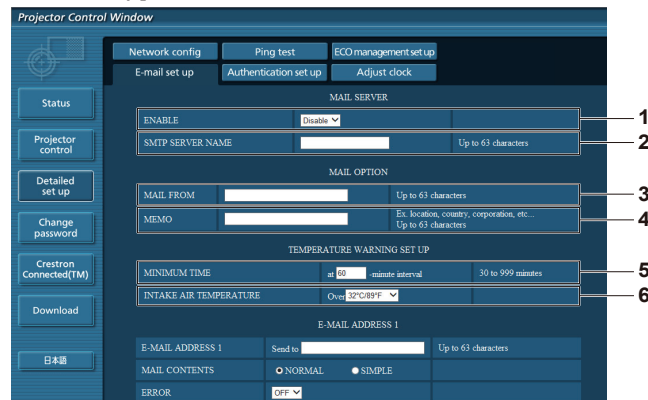 Projector Control Window
Network config Ping test ECO management set up
E-mail set up Authentication set up Adjust clock
Status
Projector control
Detailed set up
Change password
Crestron Connected(TM)
Download
日本語
MAIL SERVER
ENABLE Disable 1
SMTP SERVER NAME Up to 63 characters 2
MAIL OPTION
MAIL FROM Up to 63 characters 3
MEMO Ex. location, country, corporation, etc... 4
Up to 63 characters
TEMPERATURE WARNING SET UP
MINIMUM TIME at 60 -minute interval 30 to 999 minutes 5
INTAKE AIR TEMPERATURE Over 32°C/89°F 6
E-MAIL ADDRESS 1
E-MAIL ADDRESS 1 Send to Up to 63 characters
MAIL CONTENTS NORMAL SIMPLE
ERROR OFF